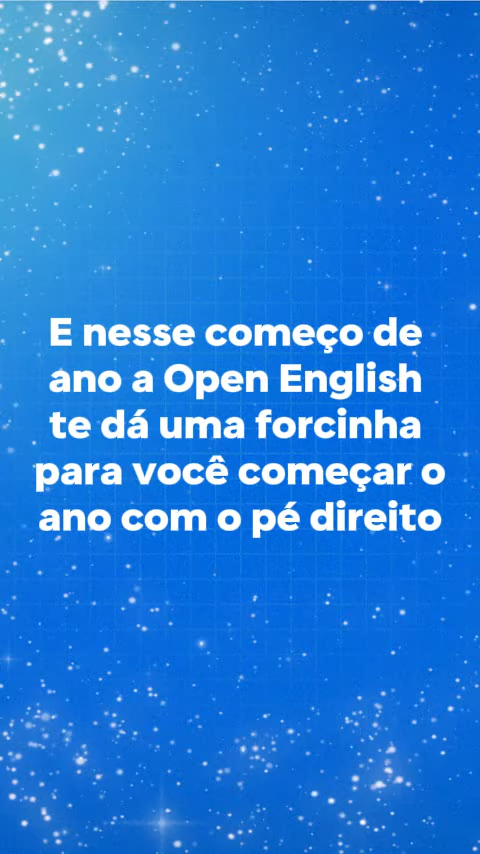 E nesse começo de
ano a Open English
te dá uma forcinha
para você começar o
ano com o pé direito